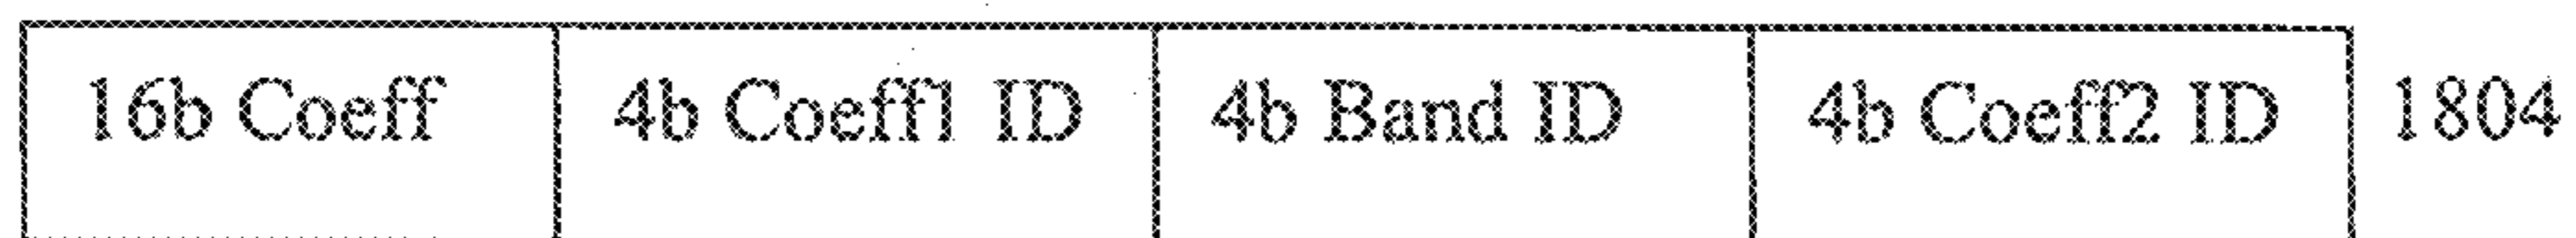 16b Coeff 4b Coeff1 ID 4b Band ID 4b Coeff2 ID 1804